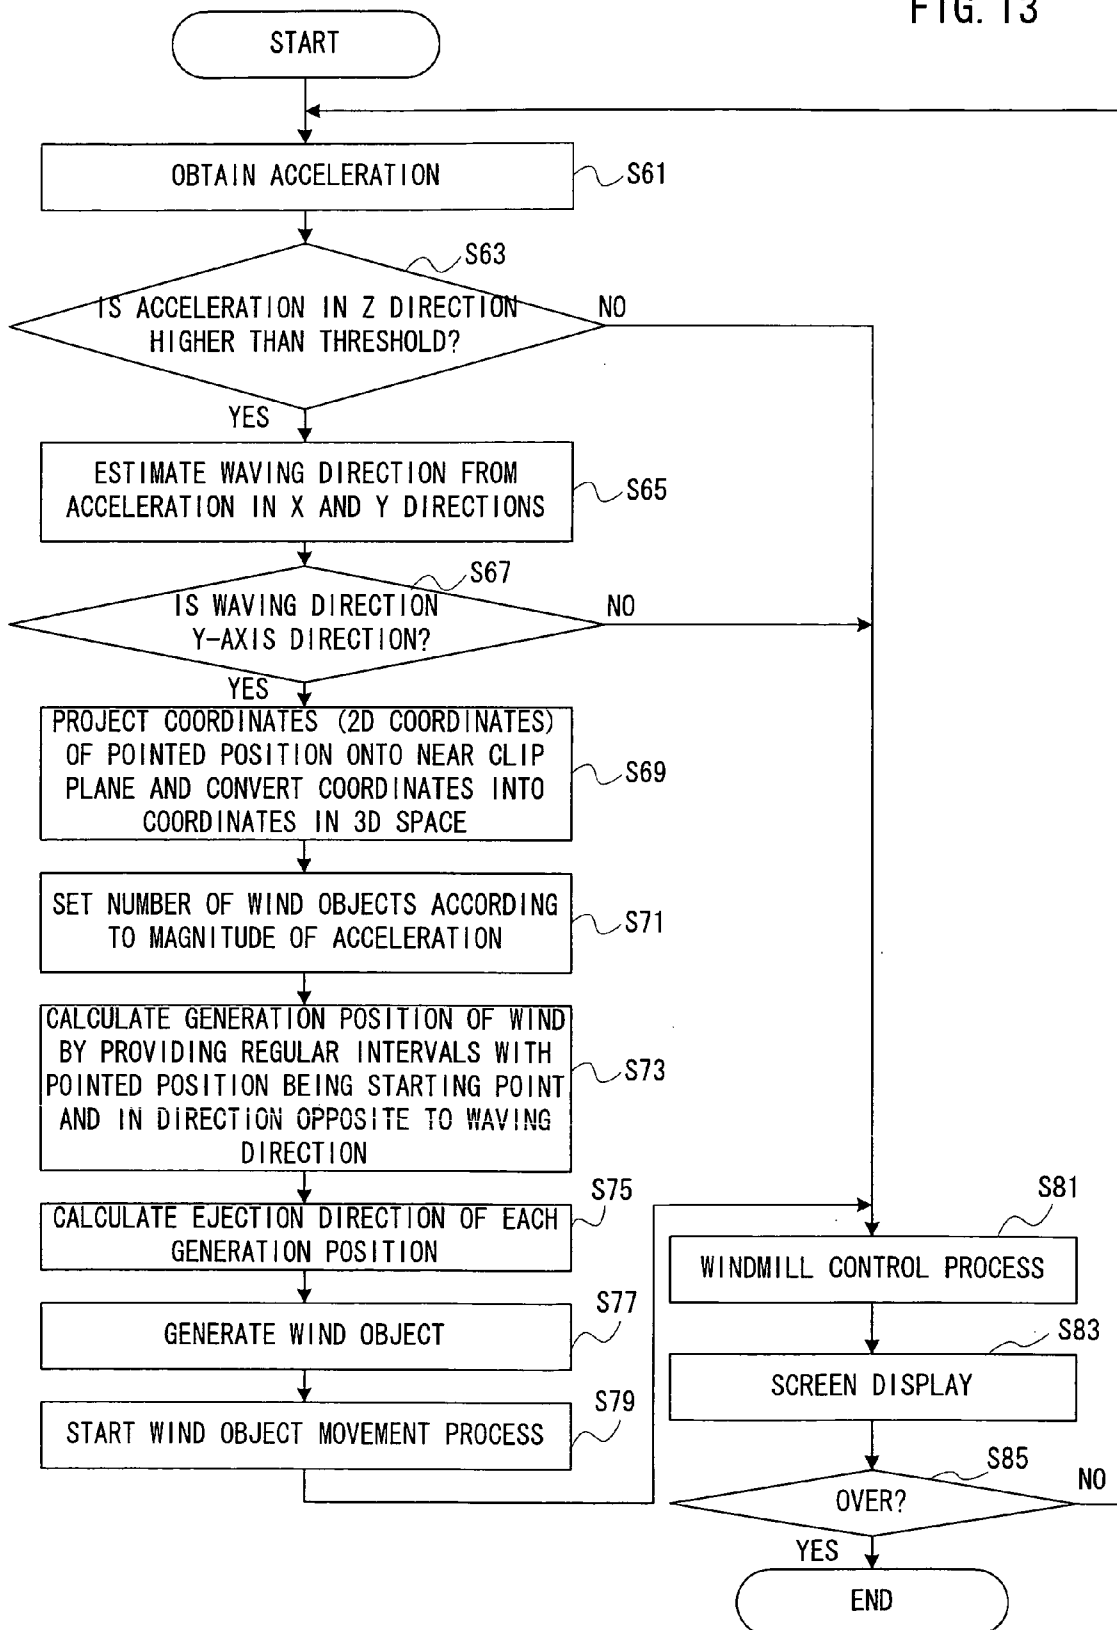 FIG. 13
START
OBTAIN ACCELERATION
S61
S63
IS ACCELERATION IN Z DIRECTION
HIGHER THAN THRESHOLD?
NO
YES
ESTIMATE WAVING DIRECTION FROM
ACCELERATION IN X AND Y DIRECTIONS
S65
S67
IS WAVING DIRECTION
Y-AXIS DIRECTION?
NO
YES
PROJECT COORDINATES (2D COORDINATES)
OF POINTED POSITION ONTO NEAR CLIP
PLANE AND CONVERT COORDINATES INTO
COORDINATES IN 3D SPACE
S69
SET NUMBER OF WIND OBJECTS ACCORDING
TO MAGNITUDE OF ACCELERATION
S71
CALCULATE GENERATION POSITION OF WIND
BY PROVIDING REGULAR INTERVALS WITH
POINTED POSITION BEING STARTING POINT
AND IN DIRECTION OPPOSITE TO WAVING
DIRECTION
S73
S75
CALCULATE EJECTION DIRECTION OF EACH
GENERATION POSITION
S77
GENERATE WIND OBJECT
S79
START WIND OBJECT MOVEMENT PROCESS
S81
WINDMILL CONTROL PROCESS
S83
SCREEN DISPLAY
S85
OVER?
NO
YES
END